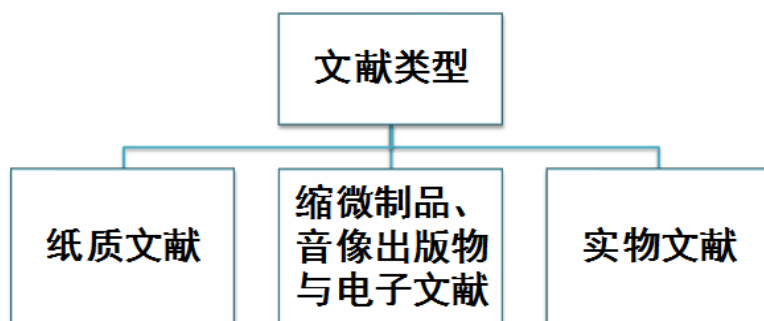 文献类型
纸质文献
缩微制品、
音像出版物
与电子文献
实物文献